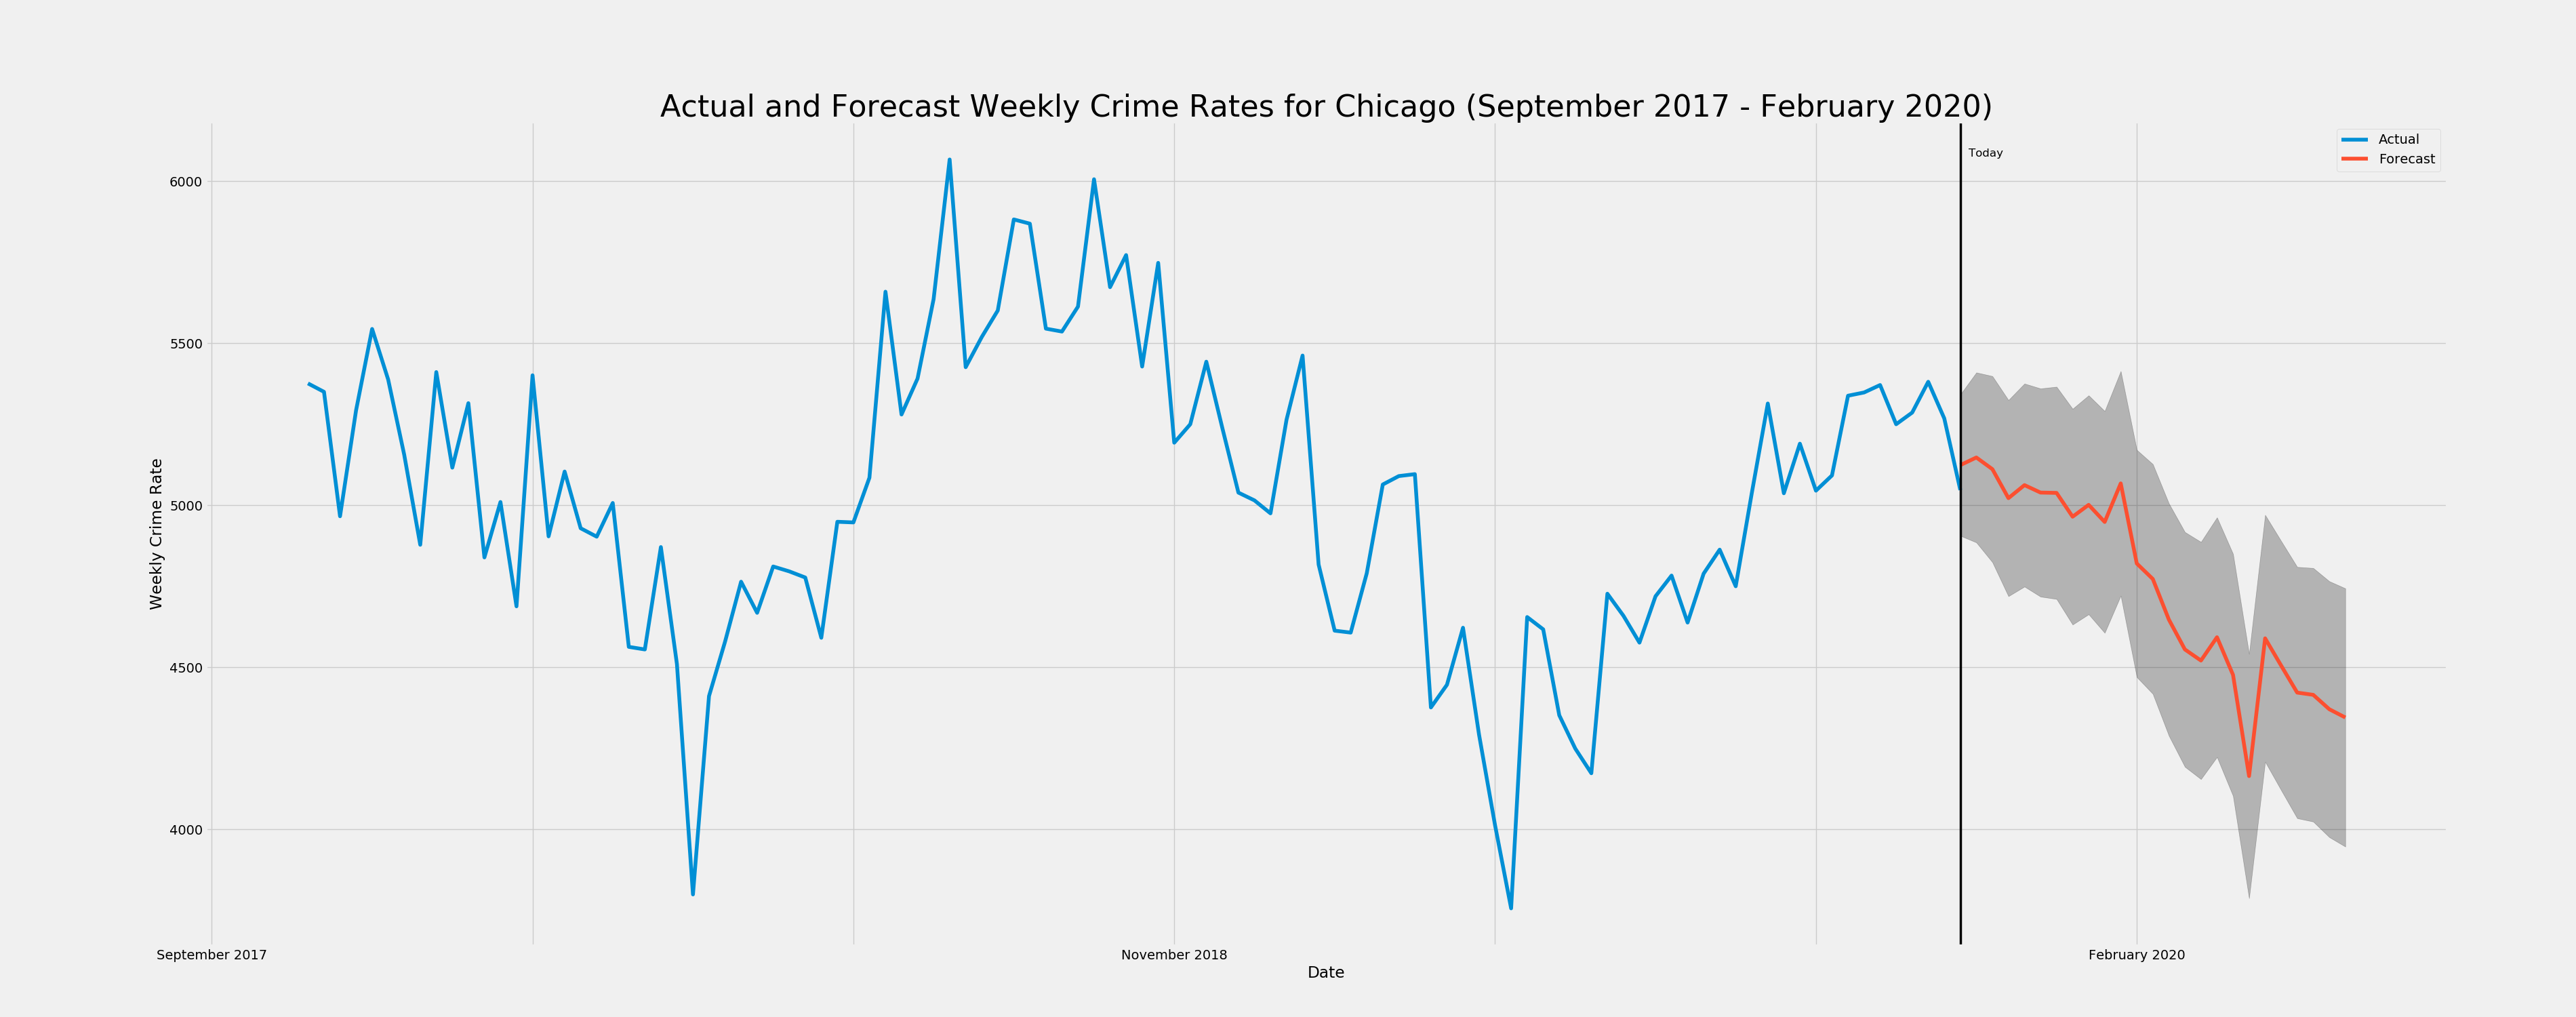 Actual and Forecast Weekly Crime Rates for Chicago (September 2017 - February 2020)
Today
Actual
Forecast
6000
5500
5000
4500
4000
Weekly Crime Rate
September 2017
November 2018
February 2020
Date